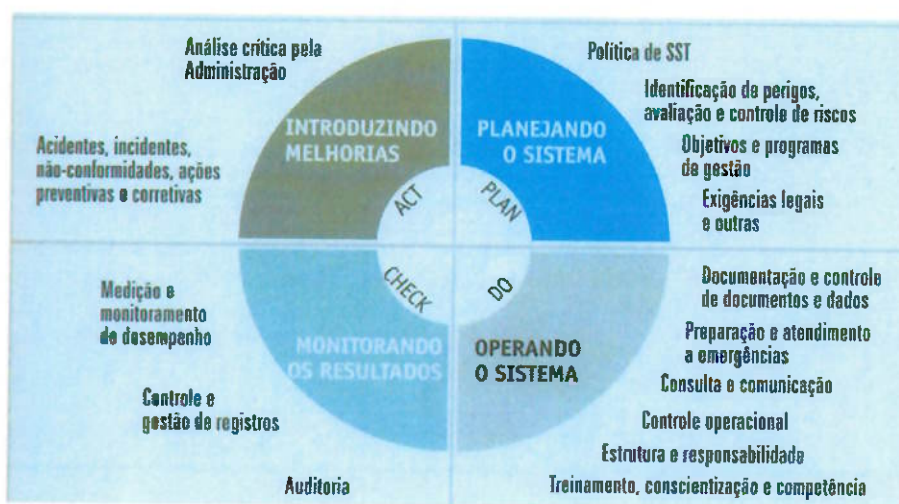 Análise crítica pela
Administração
Acidentes, incidentes,
não-conformidades, ações
preventivas e corretivas
INTRODUZINDO
MELHORIAS
ACT
PLANEJANDO
O SISTEMA
PLAN
Política de SST
Identificação de perigos,
avaliação e controle de riscos
Objetivos e programas
de gestão
Exigências legais
e outras
Medição e
monitoramento
de desempenho
Controle e
gestão de registros
Auditoria
CHECK
MONITORANDO
OS RESULTADOS
DO
OPERANDO
O SISTEMA
Documentação e controle
de documentos e dados
Preparação e atendimento
a emergências
Consulta e comunicação
Controle operacional
Estrutura e responsabilidade
Treinamento, conscientização e competência